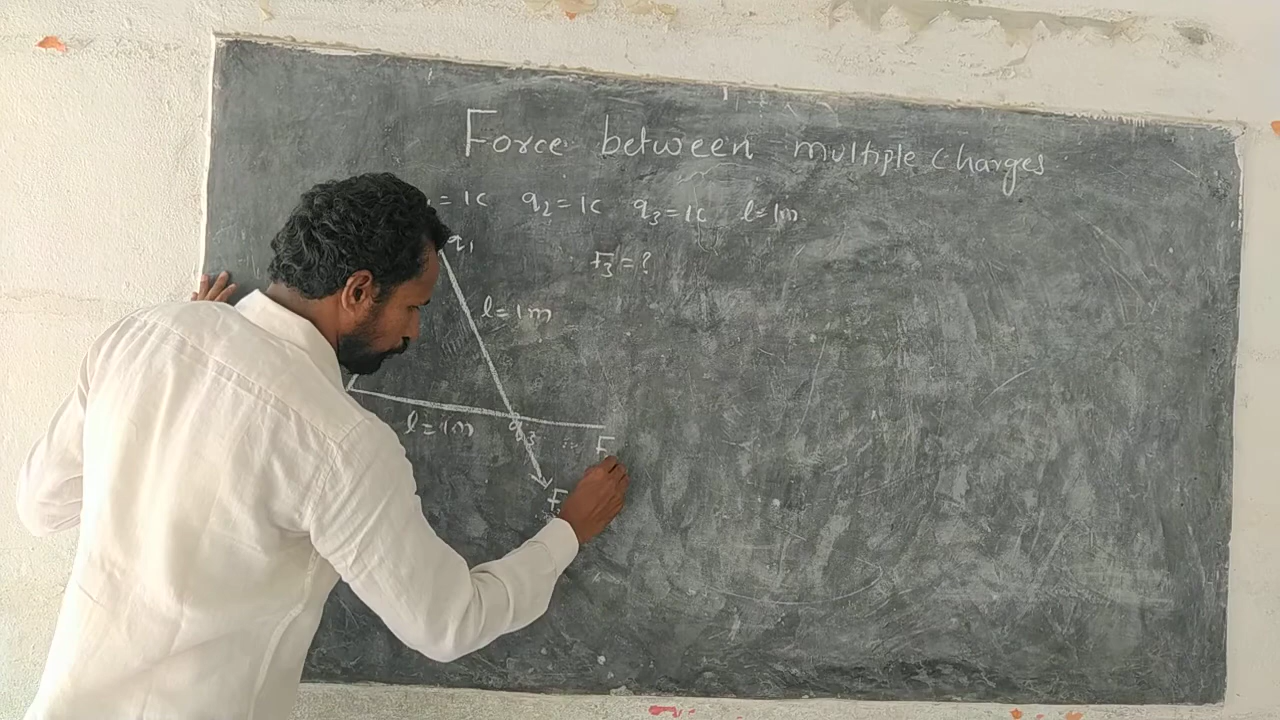 Force between multiple charges
= 1C q2 = 1C q3 = 1C l = 1m
q1
F3 = ?
l = 1m
l = 1m
q3
F
F